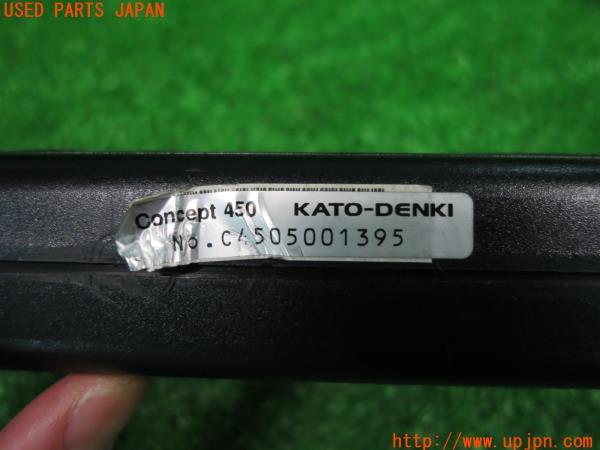 USED PARTS JAPAN
Concept 450 KATO-DENKI
No.C4505001395
http://www.upjpn.com/